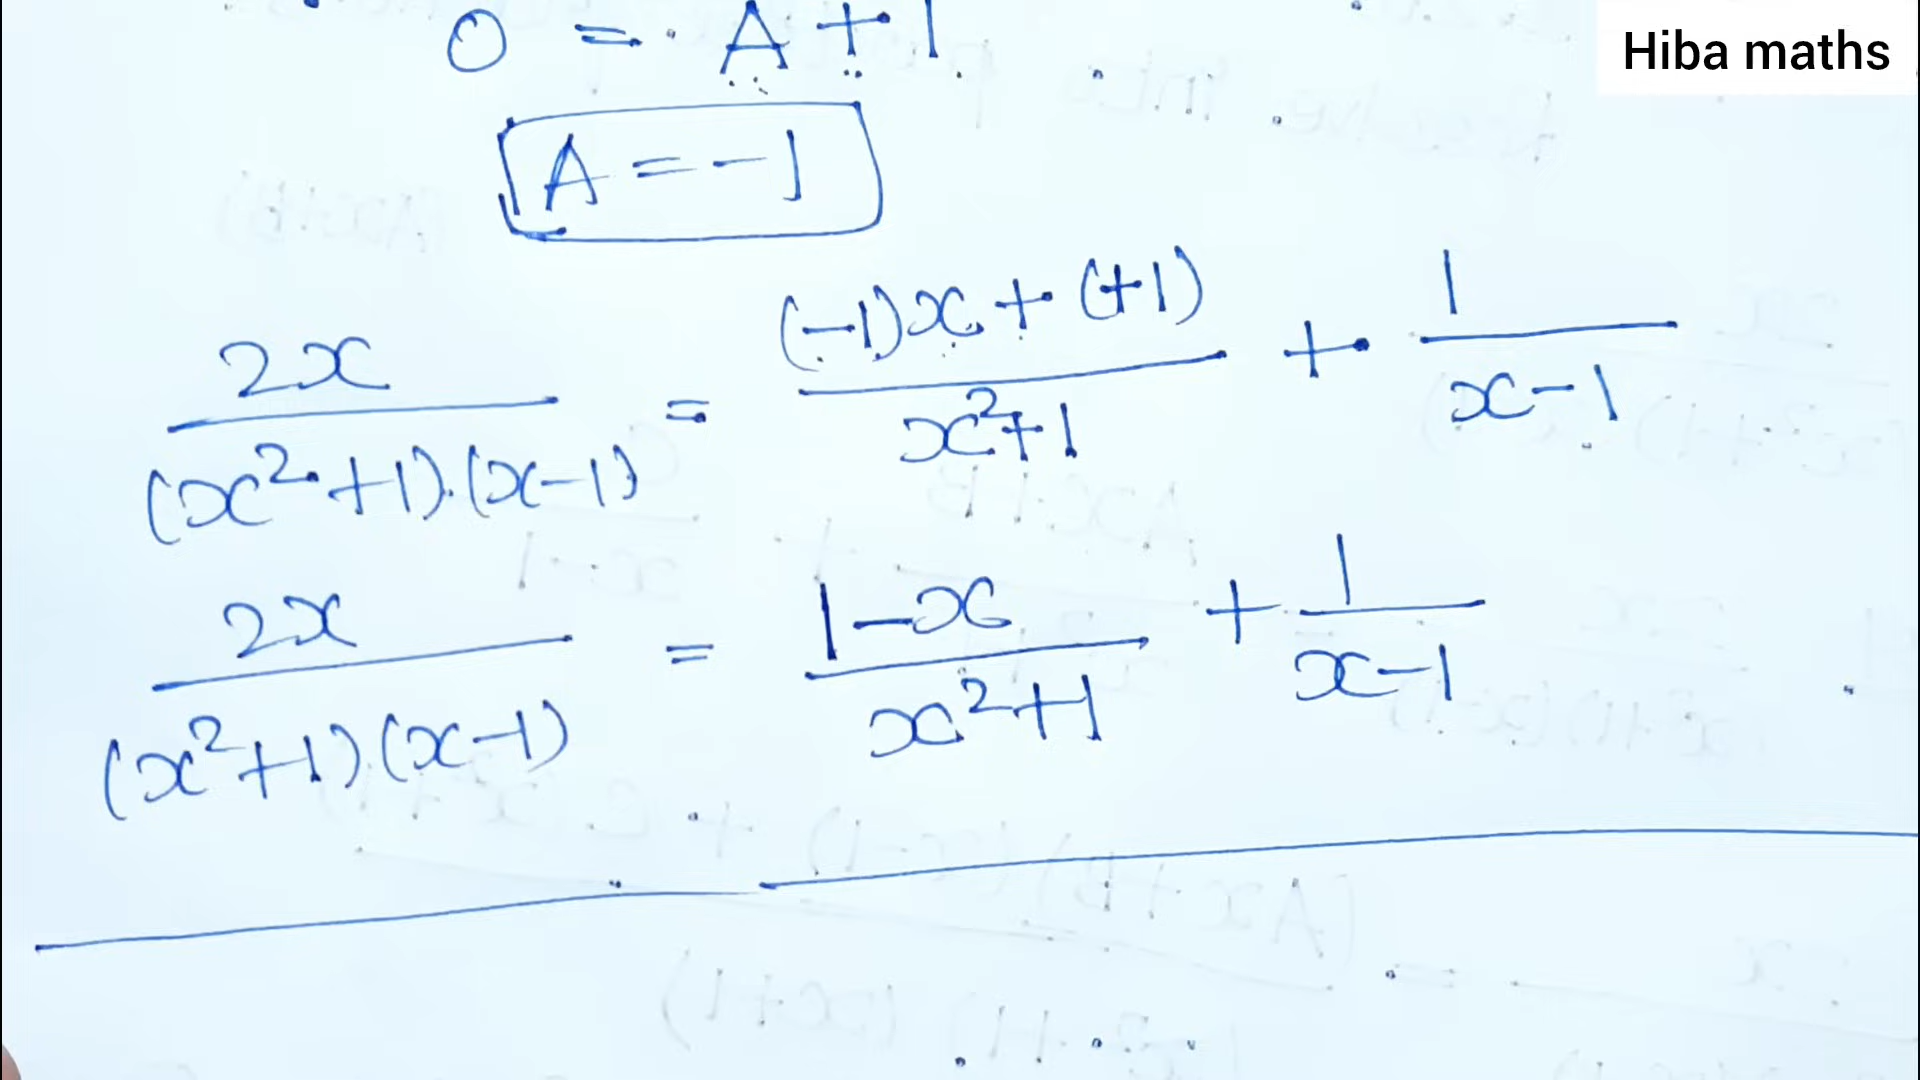 0 = A + 1
Hiba maths
A = -1
2x / (x²+1).(x-1) = (-1)x + (+1) / x²+1 + 1 / x-1
2x / (x²+1)(x-1) = 1-x / x²+1 + 1 / x-1